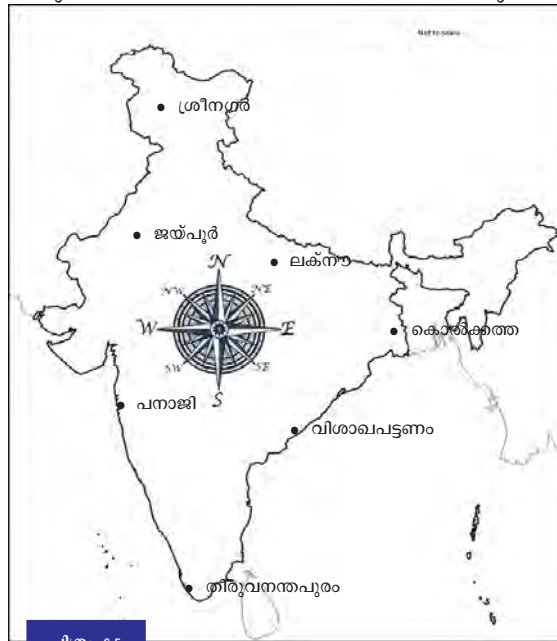 Not to scale
ശ്രീനഗർ
ജയ്‌പൂർ
ലക്നൗ
N
NW
NE
W
E
SW
SE
S
കൊൽക്കത്ത
പനാജി
വിശാഖപട്ടണം
തിരുവനന്തപുരം